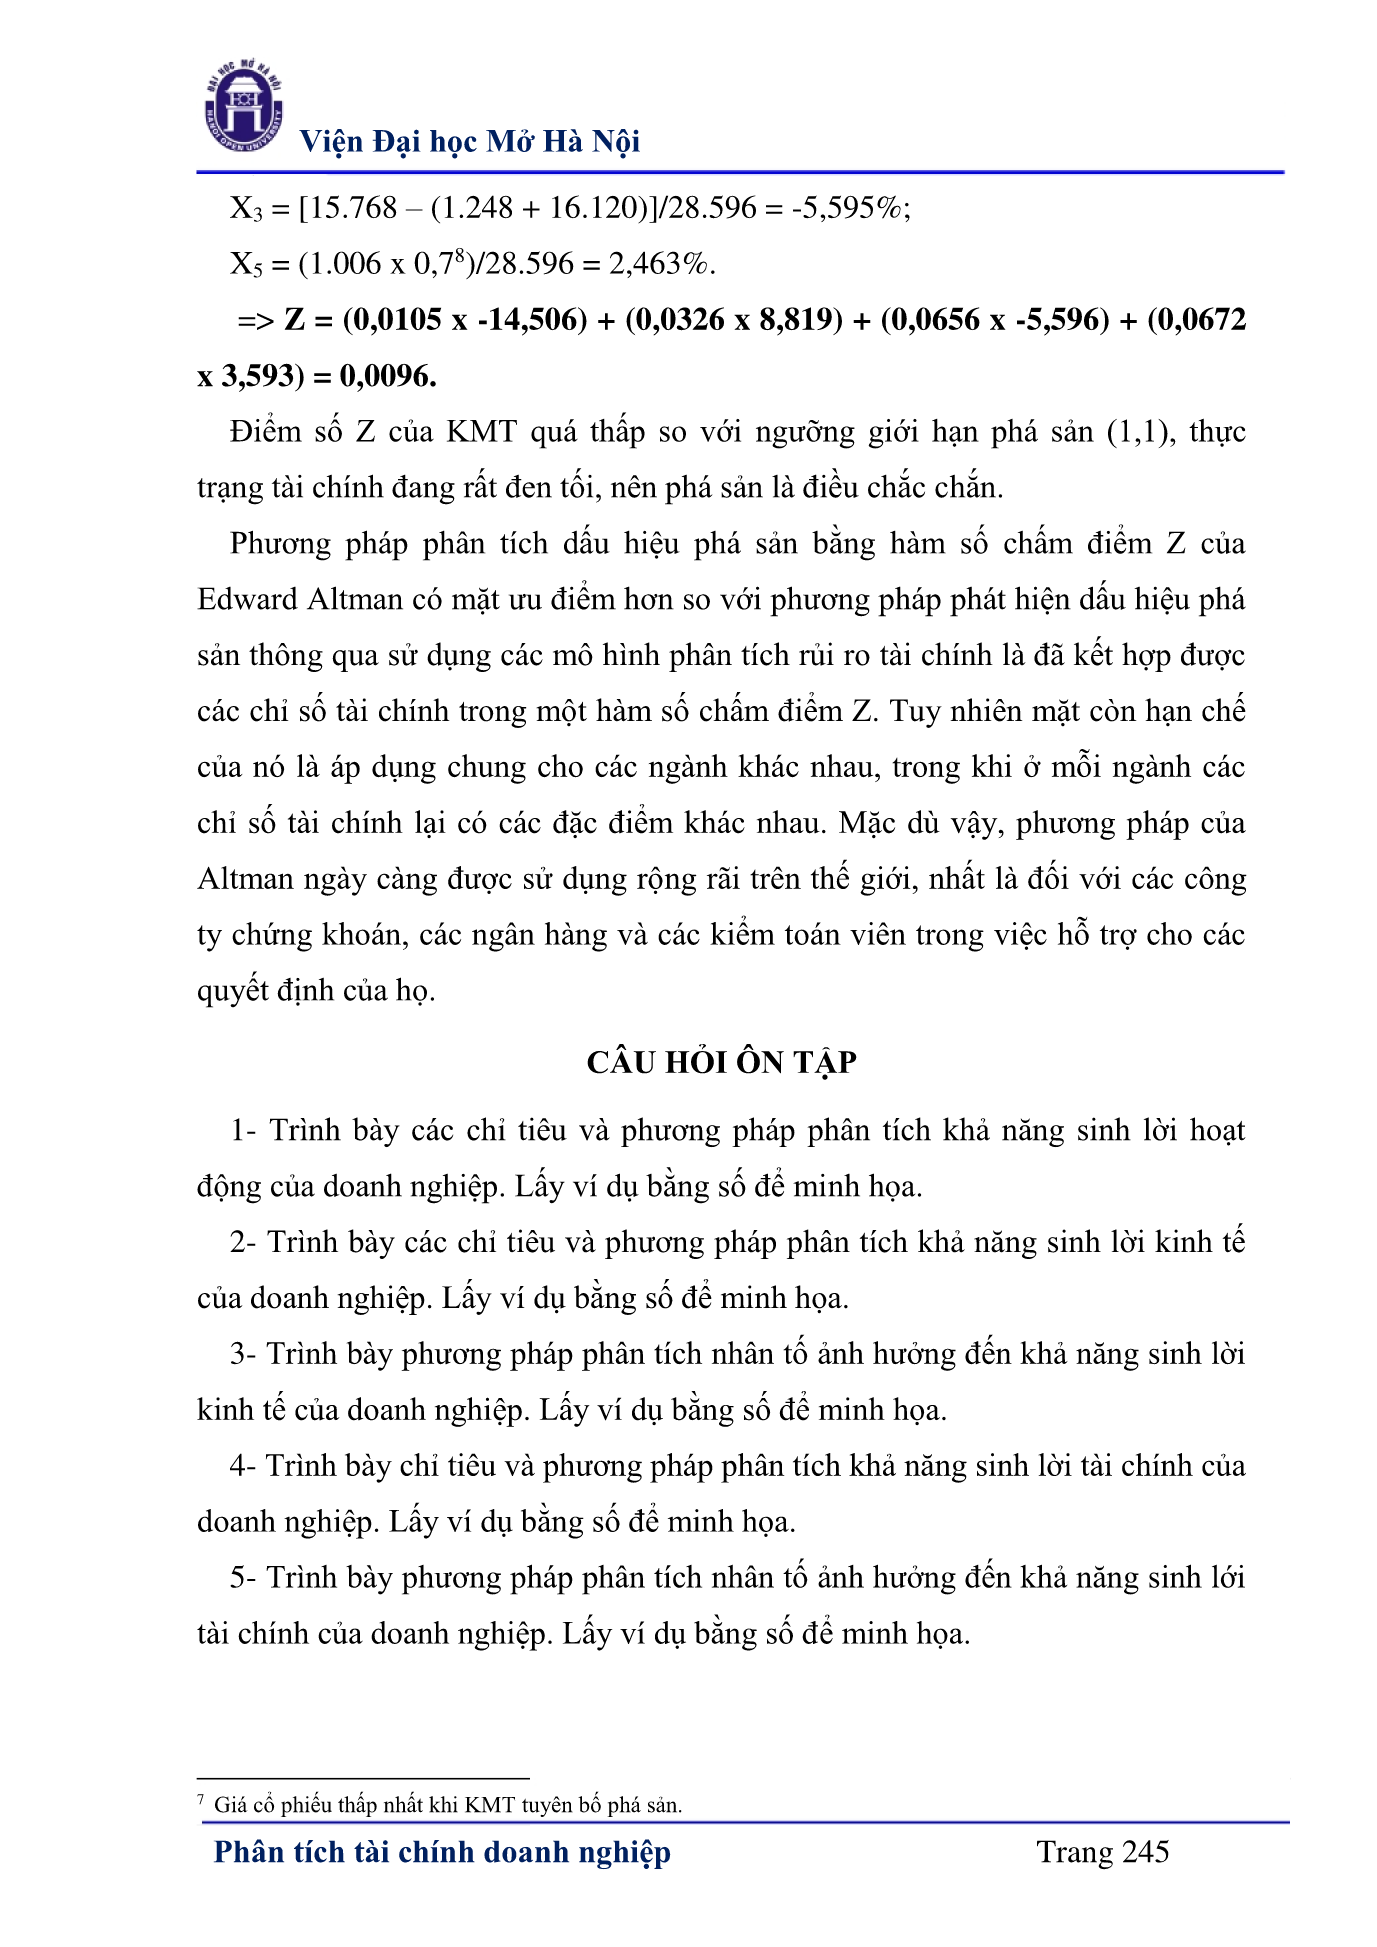 ĐẠI HỌC MỞ HÀ NỘI
HANOI OPEN UNIVERSITY
Viện Đại học Mở Hà Nội
X₃ = [15.768 – (1.248 + 16.120)]/28.596 = -5,595%;
X₅ = (1.006 x 0,7⁸)/28.596 = 2,463%.
=> Z = (0,0105 x -14,506) + (0,0326 x 8,819) + (0,0656 x -5,596) + (0,0672
x 3,593) = 0,0096.
Điểm số Z của KMT quá thấp so với ngưỡng giới hạn phá sản (1,1), thực
trạng tài chính đang rất đen tối, nên phá sản là điều chắc chắn.
Phương pháp phân tích dấu hiệu phá sản bằng hàm số chấm điểm Z của
Edward Altman có mặt ưu điểm hơn so với phương pháp phát hiện dấu hiệu phá
sản thông qua sử dụng các mô hình phân tích rủi ro tài chính là đã kết hợp được
các chỉ số tài chính trong một hàm số chấm điểm Z. Tuy nhiên mặt còn hạn chế
của nó là áp dụng chung cho các ngành khác nhau, trong khi ở mỗi ngành các
chỉ số tài chính lại có các đặc điểm khác nhau. Mặc dù vậy, phương pháp của
Altman ngày càng được sử dụng rộng rãi trên thế giới, nhất là đối với các công
ty chứng khoán, các ngân hàng và các kiểm toán viên trong việc hỗ trợ cho các
quyết định của họ.
CÂU HỎI ÔN TẬP
1- Trình bày các chỉ tiêu và phương pháp phân tích khả năng sinh lời hoạt
động của doanh nghiệp. Lấy ví dụ bằng số để minh họa.
2- Trình bày các chỉ tiêu và phương pháp phân tích khả năng sinh lời kinh tế
của doanh nghiệp. Lấy ví dụ bằng số để minh họa.
3- Trình bày phương pháp phân tích nhân tố ảnh hưởng đến khả năng sinh lời
kinh tế của doanh nghiệp. Lấy ví dụ bằng số để minh họa.
4- Trình bày chỉ tiêu và phương pháp phân tích khả năng sinh lời tài chính của
doanh nghiệp. Lấy ví dụ bằng số để minh họa.
5- Trình bày phương pháp phân tích nhân tố ảnh hưởng đến khả năng sinh lới
tài chính của doanh nghiệp. Lấy ví dụ bằng số để minh họa.
⁷ Giá cổ phiếu thấp nhất khi KMT tuyên bố phá sản.
Phân tích tài chính doanh nghiệp Trang 245